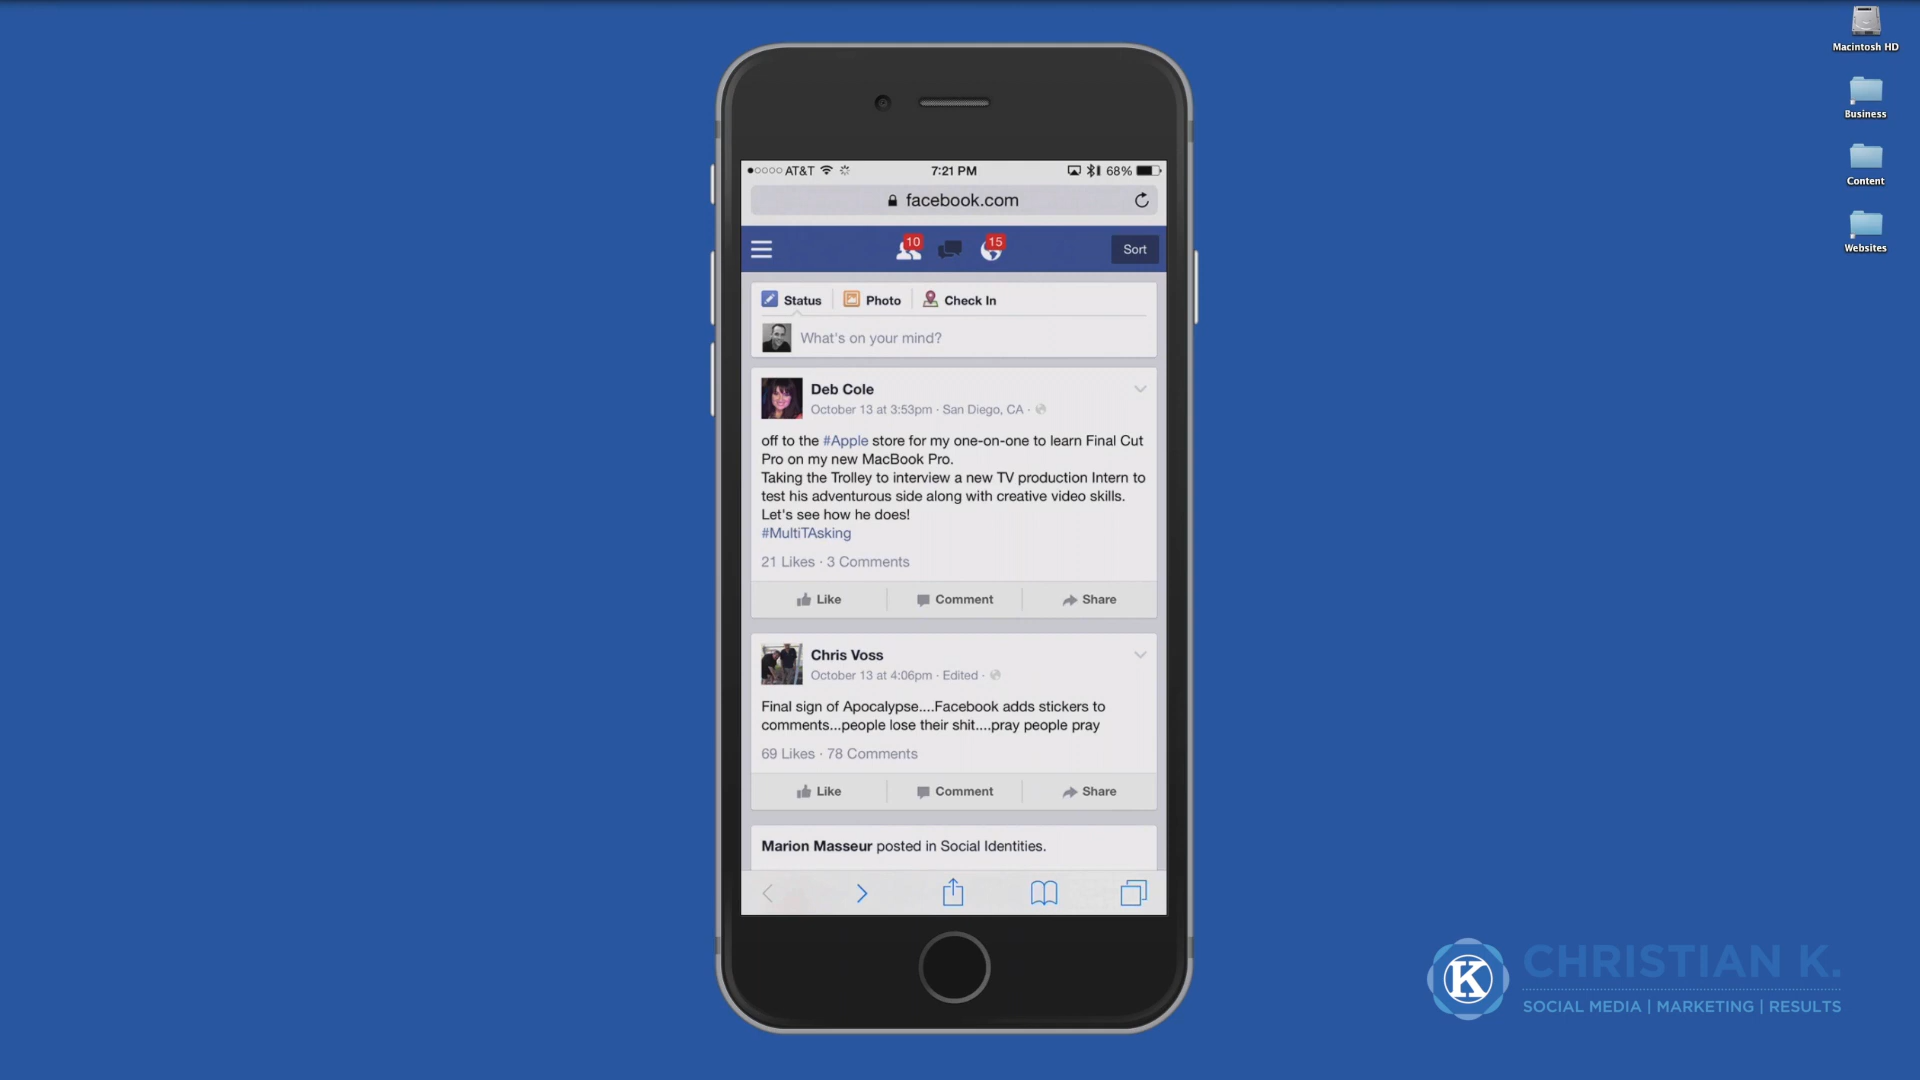 Macintosh HD
Business
Content
Websites
AT&T
7:21 PM
68%
facebook.com
10
15
Sort
Status
Photo
Check In
What's on your mind?
Deb Cole
October 13 at 3:53pm · San Diego, CA ·
off to the #Apple store for my one-on-one to learn Final Cut
Pro on my new MacBook Pro.
Taking the Trolley to interview a new TV production Intern to
test his adventurous side along with creative video skills.
Let's see how he does!
#MultiTAsking
21 Likes · 3 Comments
Like
Comment
Share
Chris Voss
October 13 at 4:06pm · Edited ·
Final sign of Apocalypse....Facebook adds stickers to
comments...people lose their shit....pray people pray
69 Likes · 78 Comments
Like
Comment
Share
Marion Masseur posted in Social Identities.
K
CHRISTIAN K.
SOCIAL MEDIA | MARKETING | RESULTS